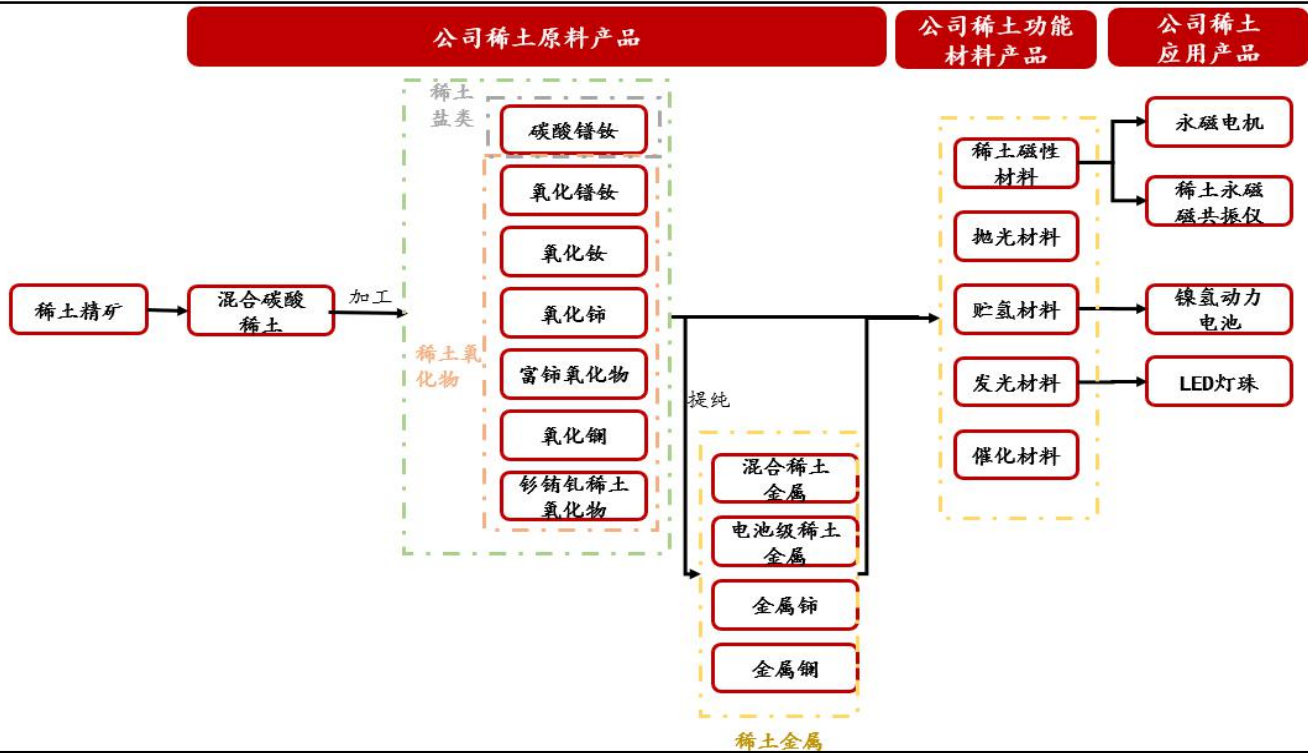 公司稀土原料产品
公司稀土功能
材料产品
公司稀土
应用产品
稀土精矿
混合碳酸
稀土
加工
稀土
盐类
碳酸镨钕
稀土氧
化物
氧化镨钕
氧化钕
氧化铈
富铈氧化物
氧化镧
钐铕钆稀土
氧化物
提纯
混合稀土
金属
电池级稀土
金属
金属铈
金属镧
稀土金属
稀土磁性
材料
抛光材料
贮氢材料
发光材料
催化材料
永磁电机
稀土永磁
磁共振仪
镍氢动力
电池
LED灯珠